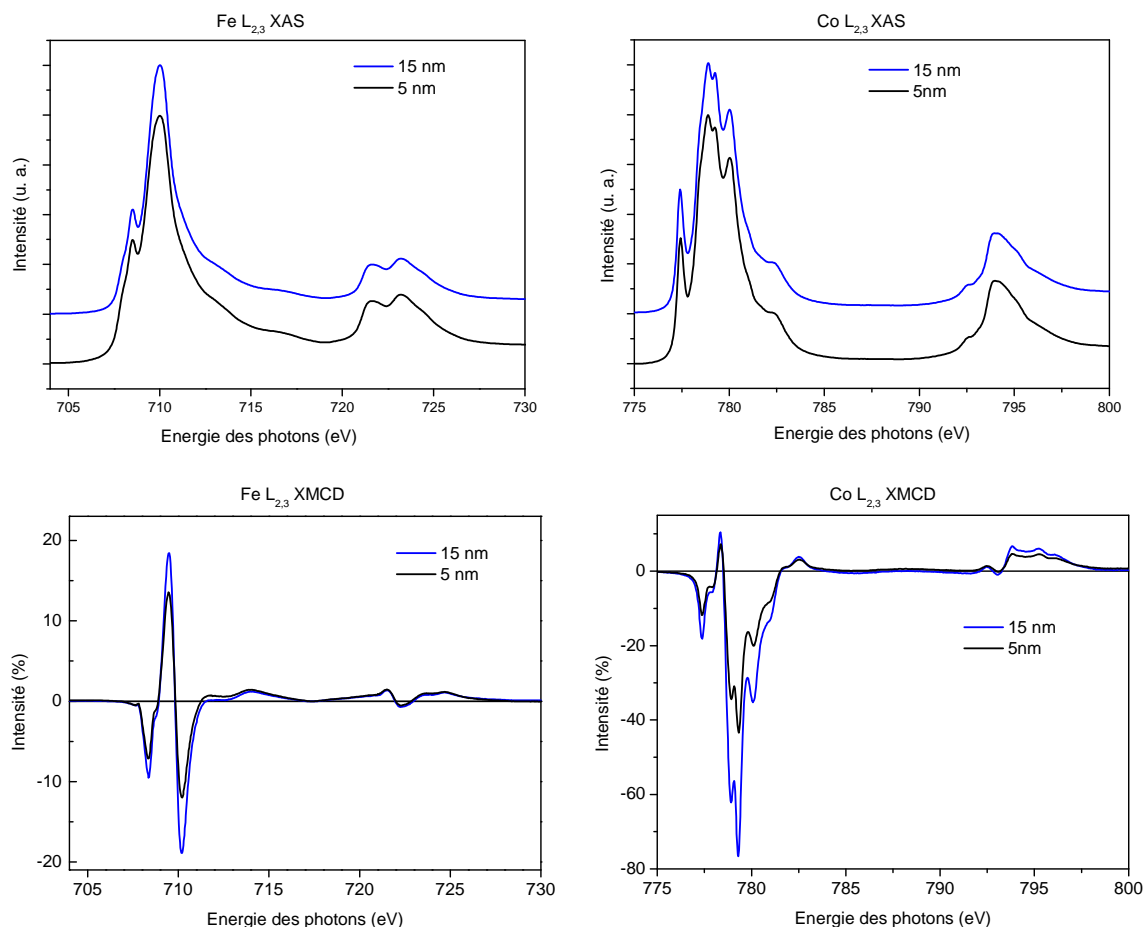 Fe L2,3 XAS
15 nm
5 nm
Intensité (u. a.)
705 710 715 720 725 730
Energie des photons (eV)
Co L2,3 XAS
15 nm
5nm
Intensité (u. a.)
775 780 785 790 795 800
Energie des photons (eV)
Fe L2,3 XMCD
15 nm
5 nm
Intensité (%)
20
10
0
-10
-20
705 710 715 720 725 730
Energie des photons (eV)
Co L2,3 XMCD
15 nm
5nm
Intensité (%)
0
-20
-40
-60
-80
775 780 785 790 795 800
Energie des photons (eV)